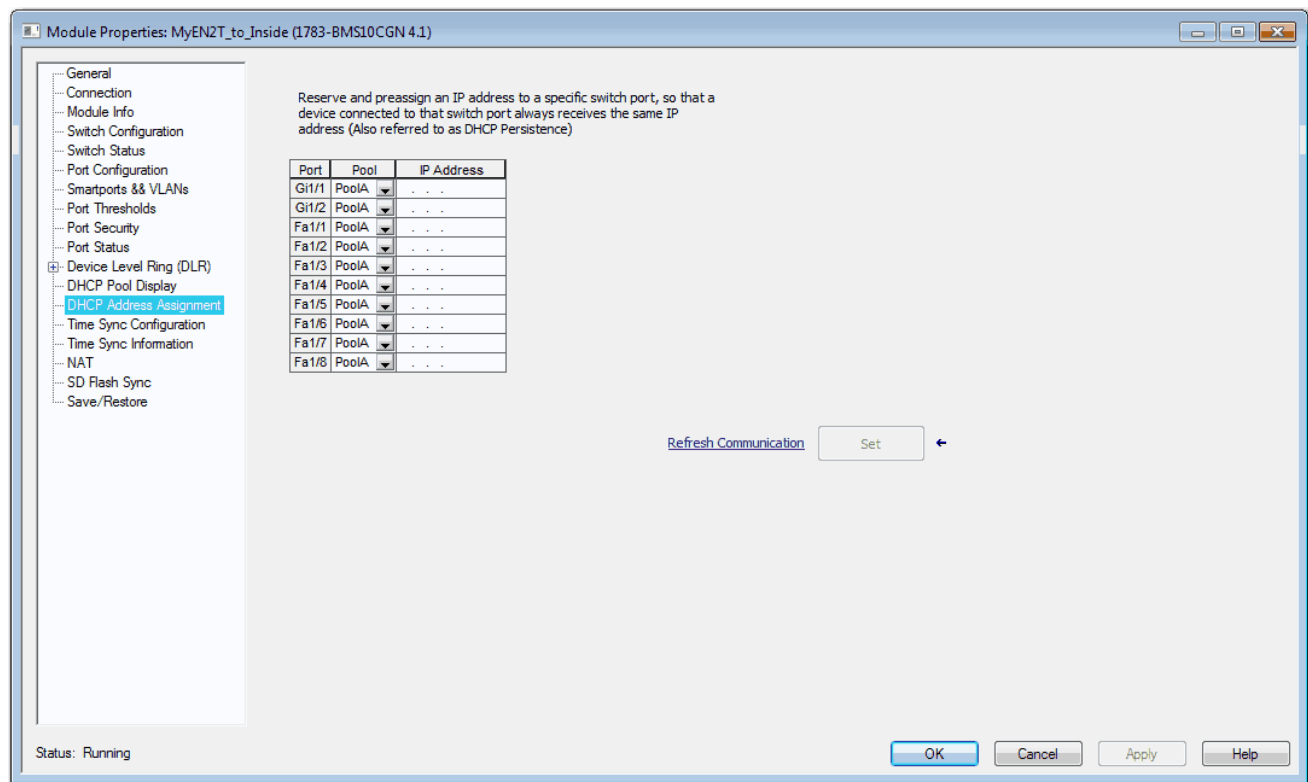 Module Properties: MyEN2T_to_Inside (1783-BMS10CGN 4.1)
General
Connection
Module Info
Switch Configuration
Switch Status
Port Configuration
Smartports && VLANs
Port Thresholds
Port Security
Port Status
Device Level Ring (DLR)
DHCP Pool Display
DHCP Address Assignment
Time Sync Configuration
Time Sync Information
NAT
SD Flash Sync
Save/Restore
Reserve and preassign an IP address to a specific switch port, so that a
device connected to that switch port always receives the same IP
address (Also referred to as DHCP Persistence)
Port Pool IP Address
Gi1/1 PoolA . . .
Gi1/2 PoolA . . .
Fa1/1 PoolA . . .
Fa1/2 PoolA . . .
Fa1/3 PoolA . . .
Fa1/4 PoolA . . .
Fa1/5 PoolA . . .
Fa1/6 PoolA . . .
Fa1/7 PoolA . . .
Fa1/8 PoolA . . .
Refresh Communication Set
Status: Running OK Cancel Apply Help